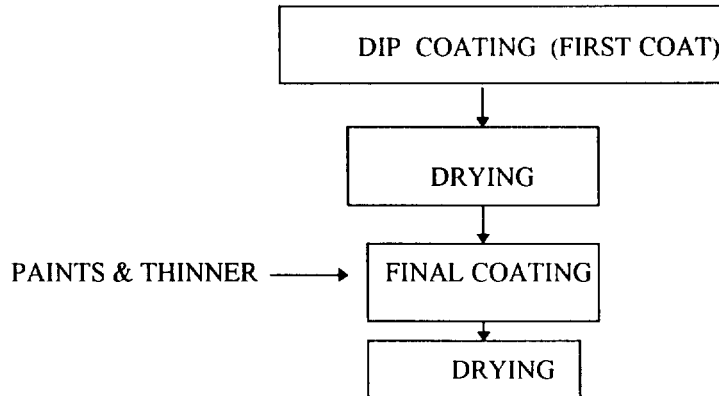 DIP COATING (FIRST COAT)
DRYING
PAINTS & THINNER
FINAL COATING
DRYING